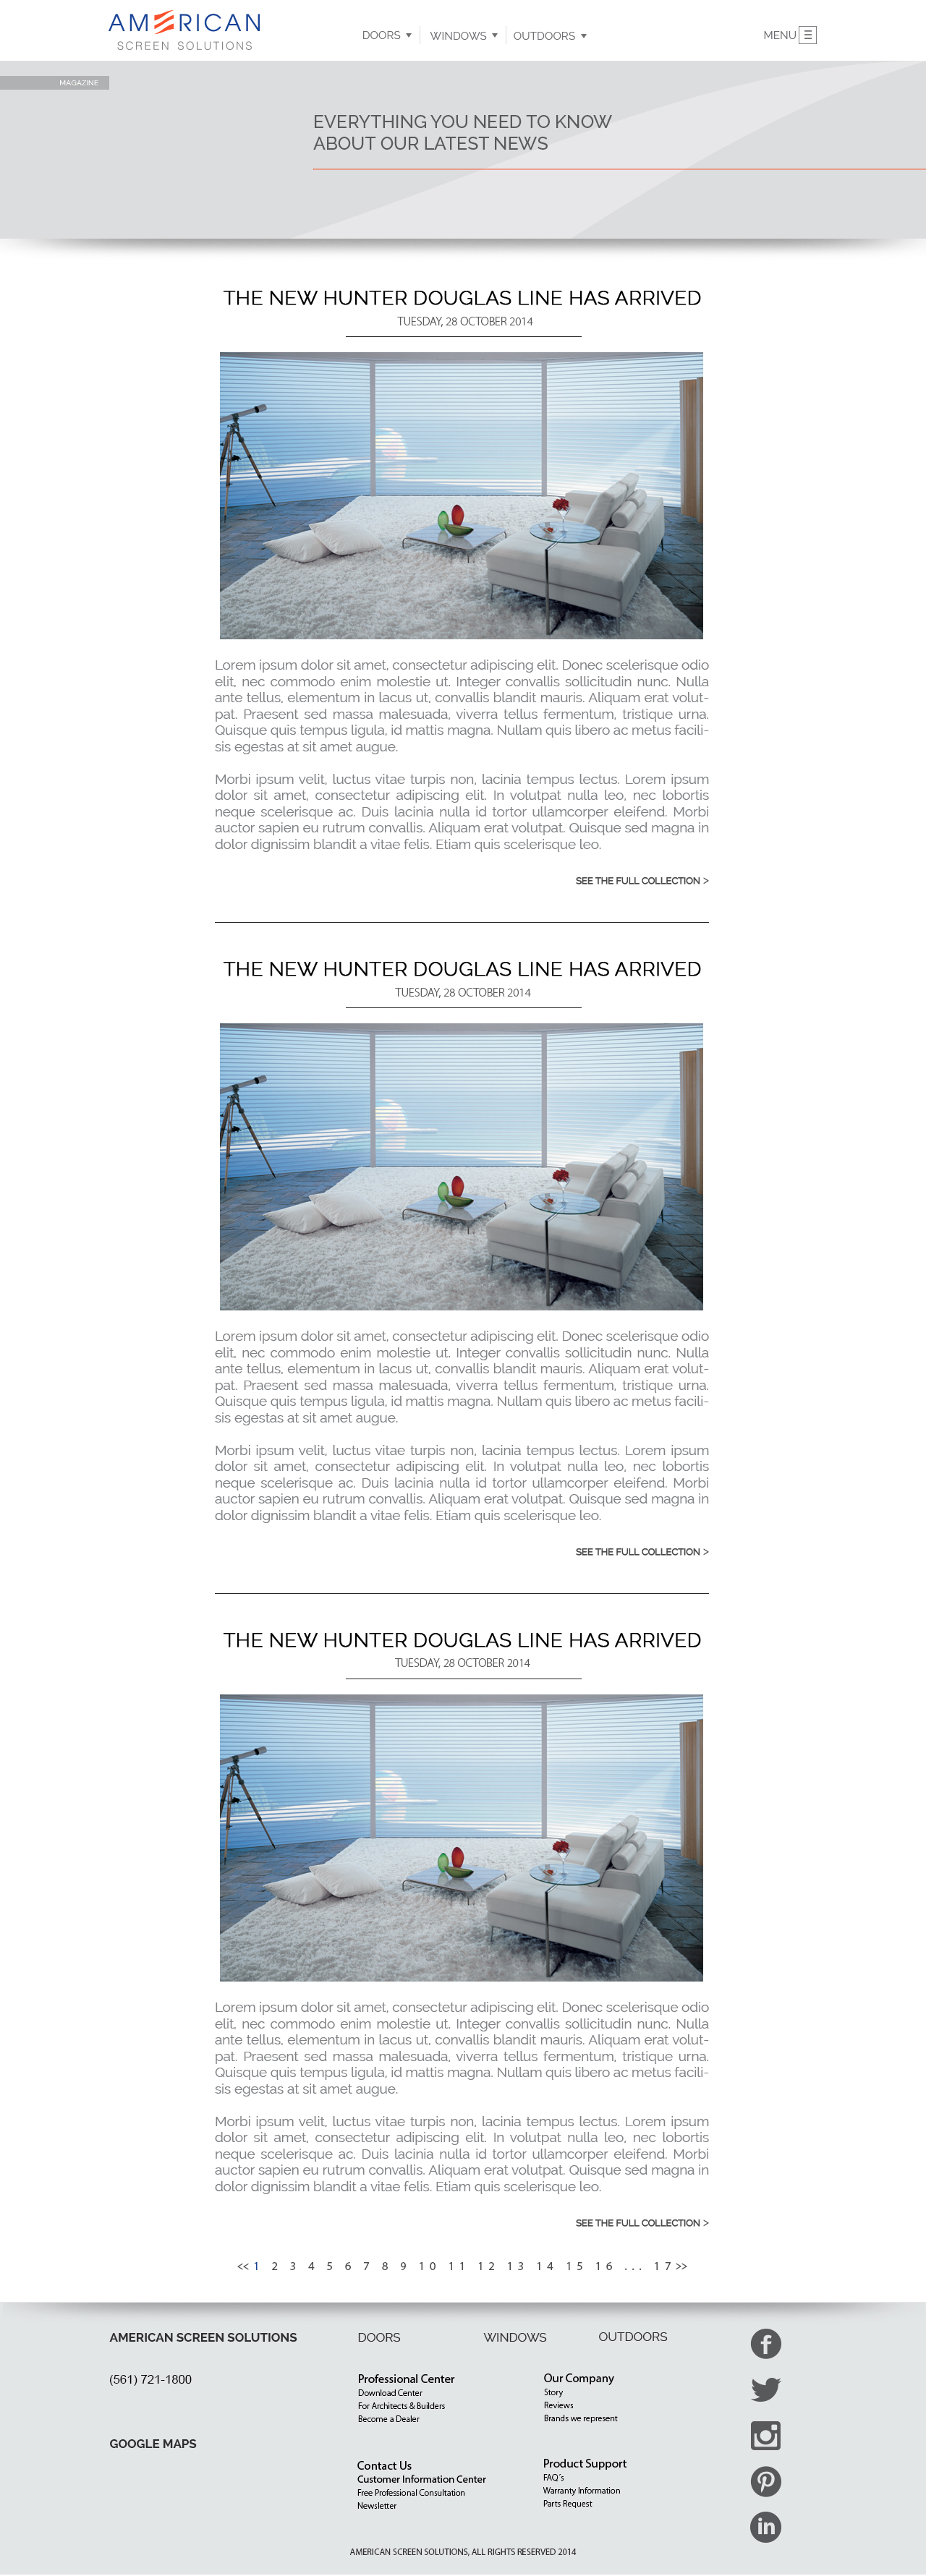 AMERICAN
SCREEN SOLUTIONS
DOORS WINDOWS OUTDOORS MENU
MAGAZINE
EVERYTHING YOU NEED TO KNOW
ABOUT OUR LATEST NEWS
THE NEW HUNTER DOUGLAS LINE HAS ARRIVED
TUESDAY, 28 OCTOBER 2014
Lorem ipsum dolor sit amet, consectetur adipiscing elit. Donec scelerisque odio
elit, nec commodo enim molestie ut. Integer convallis sollicitudin nunc. Nulla
ante tellus, elementum in lacus ut, convallis blandit mauris. Aliquam erat volut-
pat. Praesent sed massa malesuada, viverra tellus fermentum, tristique urna.
Quisque quis tempus ligula, id mattis magna. Nullam quis libero ac metus facili-
sis egestas at sit amet augue.
Morbi ipsum velit, luctus vitae turpis non, lacinia tempus lectus. Lorem ipsum
dolor sit amet, consectetur adipiscing elit. In volutpat nulla leo, nec lobortis
neque scelerisque ac. Duis lacinia nulla id tortor ullamcorper eleifend. Morbi
auctor sapien eu rutrum convallis. Aliquam erat volutpat. Quisque sed magna in
dolor dignissim blandit a vitae felis. Etiam quis scelerisque leo.
SEE THE FULL COLLECTION >
THE NEW HUNTER DOUGLAS LINE HAS ARRIVED
TUESDAY, 28 OCTOBER 2014
Lorem ipsum dolor sit amet, consectetur adipiscing elit. Donec scelerisque odio
elit, nec commodo enim molestie ut. Integer convallis sollicitudin nunc. Nulla
ante tellus, elementum in lacus ut, convallis blandit mauris. Aliquam erat volut-
pat. Praesent sed massa malesuada, viverra tellus fermentum, tristique urna.
Quisque quis tempus ligula, id mattis magna. Nullam quis libero ac metus facili-
sis egestas at sit amet augue.
Morbi ipsum velit, luctus vitae turpis non, lacinia tempus lectus. Lorem ipsum
dolor sit amet, consectetur adipiscing elit. In volutpat nulla leo, nec lobortis
neque scelerisque ac. Duis lacinia nulla id tortor ullamcorper eleifend. Morbi
auctor sapien eu rutrum convallis. Aliquam erat volutpat. Quisque sed magna in
dolor dignissim blandit a vitae felis. Etiam quis scelerisque leo.
SEE THE FULL COLLECTION >
THE NEW HUNTER DOUGLAS LINE HAS ARRIVED
TUESDAY, 28 OCTOBER 2014
Lorem ipsum dolor sit amet, consectetur adipiscing elit. Donec scelerisque odio
elit, nec commodo enim molestie ut. Integer convallis sollicitudin nunc. Nulla
ante tellus, elementum in lacus ut, convallis blandit mauris. Aliquam erat volut-
pat. Praesent sed massa malesuada, viverra tellus fermentum, tristique urna.
Quisque quis tempus ligula, id mattis magna. Nullam quis libero ac metus facili-
sis egestas at sit amet augue.
Morbi ipsum velit, luctus vitae turpis non, lacinia tempus lectus. Lorem ipsum
dolor sit amet, consectetur adipiscing elit. In volutpat nulla leo, nec lobortis
neque scelerisque ac. Duis lacinia nulla id tortor ullamcorper eleifend. Morbi
auctor sapien eu rutrum convallis. Aliquam erat volutpat. Quisque sed magna in
dolor dignissim blandit a vitae felis. Etiam quis scelerisque leo.
SEE THE FULL COLLECTION >
<< 1 2 3 4 5 6 7 8 9 10 11 12 13 14 15 16 ... 17 >>
AMERICAN SCREEN SOLUTIONS
(561) 721-1800
GOOGLE MAPS
DOORS WINDOWS OUTDOORS
Professional Center
Download Center
For Architects & Builders
Become a Dealer
Our Company
Story
Reviews
Brands we represent
Contact Us
Customer Information Center
Free Professional Consultation
Newsletter
Product Support
FAQ´s
Warranty Information
Parts Request
AMERICAN SCREEN SOLUTIONS, ALL RIGHTS RESERVED 2014